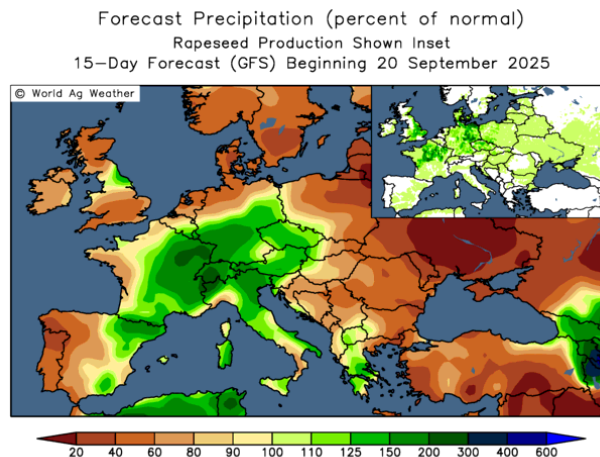 Forecast Precipitation (percent of normal)
Rapeseed Production Shown Inset
15-Day Forecast (GFS) Beginning 20 September 2025
© World Ag Weather
20 40 60 80 90 100 110 125 150 200 300 400 600